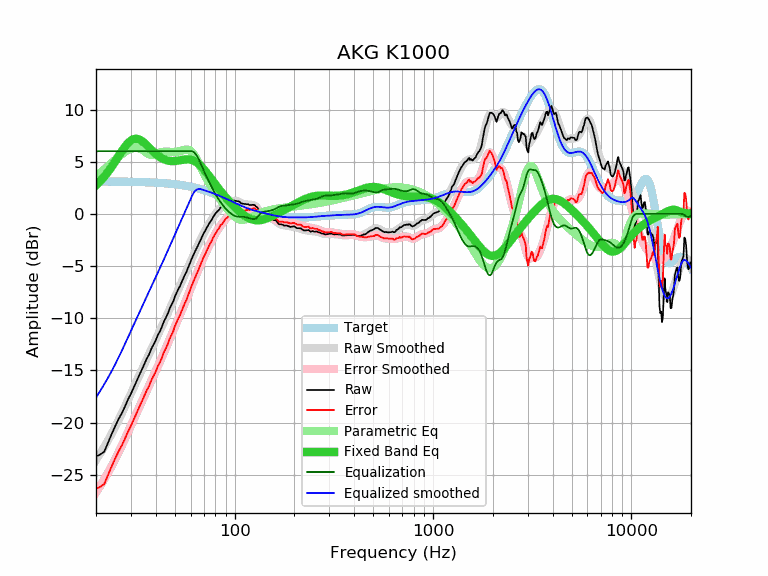 AKG K1000
Amplitude (dBr)
10
5
0
−5
−10
−15
−20
−25
Target
Raw Smoothed
Error Smoothed
Raw
Error
Parametric Eq
Fixed Band Eq
Equalization
Equalized smoothed
100 1000 10000
Frequency (Hz)